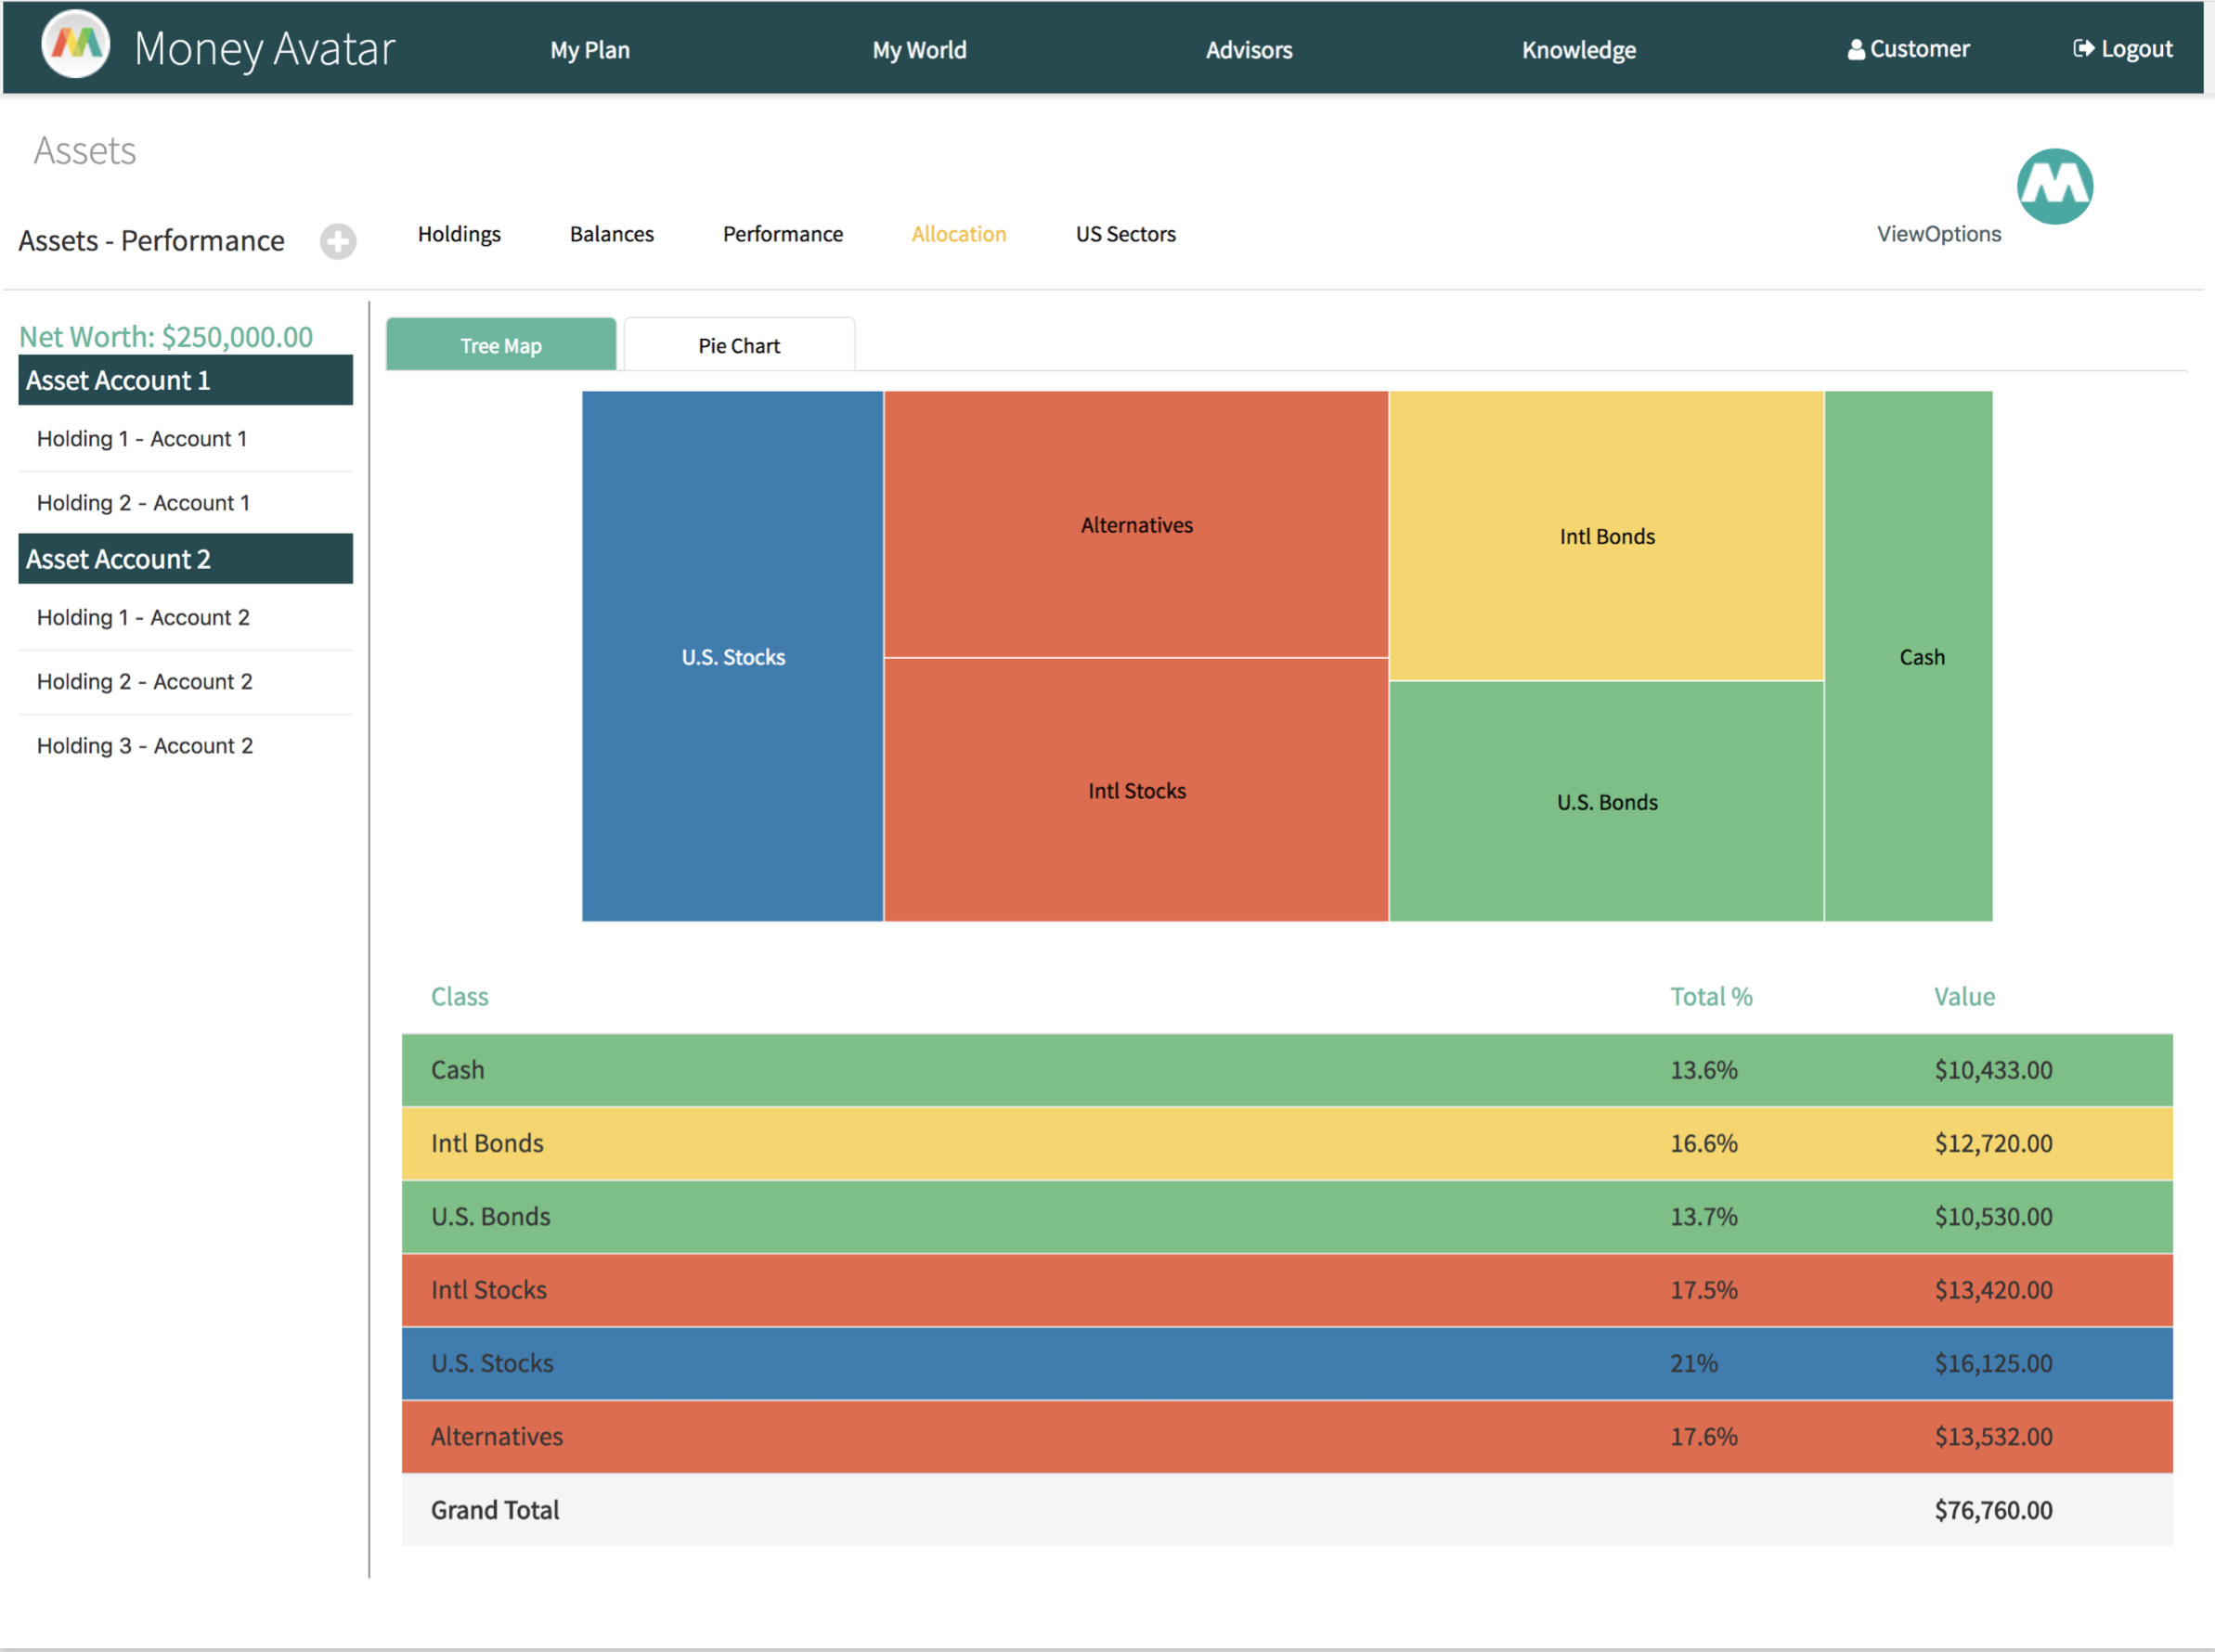 Money Avatar My Plan My World Advisors Knowledge Customer Logout
Assets
Assets - Performance Holdings Balances Performance Allocation US Sectors ViewOptions
Net Worth: $250,000.00
Asset Account 1
Holding 1 - Account 1
Holding 2 - Account 1
Asset Account 2
Holding 1 - Account 2
Holding 2 - Account 2
Holding 3 - Account 2
Tree Map Pie Chart
U.S. Stocks
Alternatives
Intl Stocks
Intl Bonds
U.S. Bonds
Cash
Class Total % Value
Cash 13.6% $10,433.00
Intl Bonds 16.6% $12,720.00
U.S. Bonds 13.7% $10,530.00
Intl Stocks 17.5% $13,420.00
U.S. Stocks 21% $16,125.00
Alternatives 17.6% $13,532.00
Grand Total $76,760.00